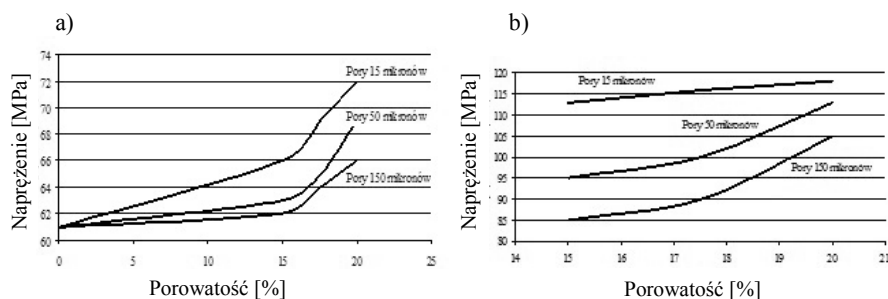 a)
Naprężenie [MPa]
74
72
70
68
66
64
62
60
0 5 10 15 20 25
Pory 15 mikronów
Pory 50 mikronów
Pory 150 mikronów
Porowatość [%]
b)
Naprężenie [MPa]
120
115
110
105
100
95
90
85
80
14 15 16 17 18 19 20 21
Pory 15 mikronów
Pory 50 mikronów
Pory 150 mikronów
Porowatość [%]